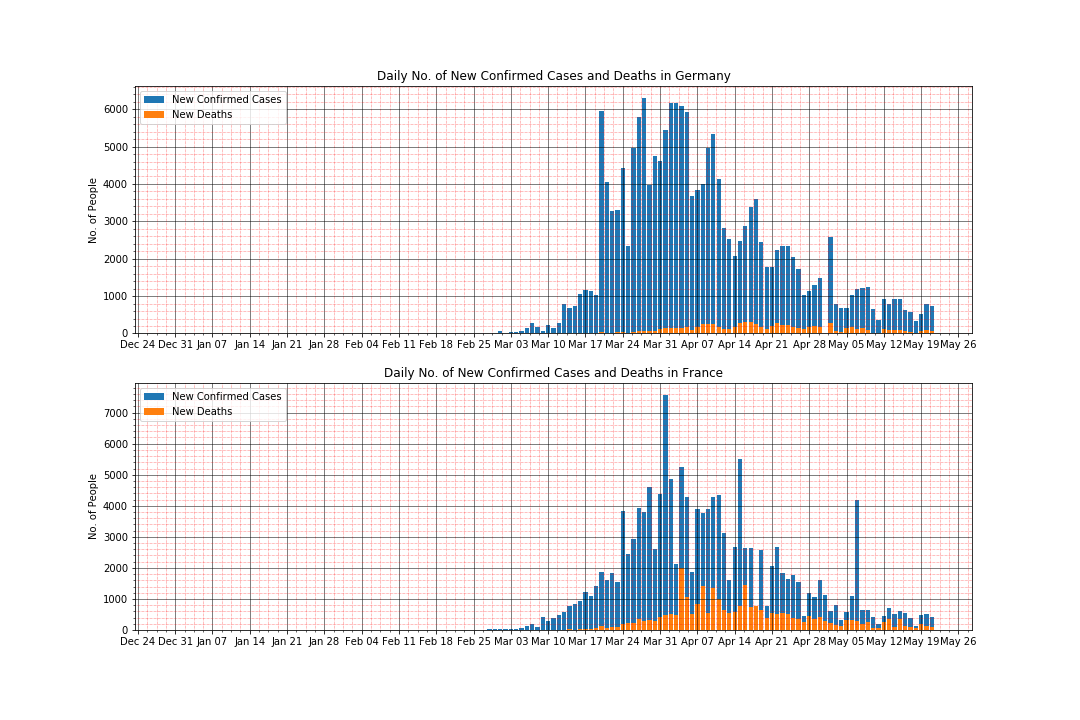 Daily No. of New Confirmed Cases and Deaths in Germany
New Confirmed Cases
New Deaths
No. of People
6000
5000
4000
3000
2000
1000
0
Dec 24 Dec 31 Jan 07 Jan 14 Jan 21 Jan 28 Feb 04 Feb 11 Feb 18 Feb 25 Mar 03 Mar 10 Mar 17 Mar 24 Mar 31 Apr 07 Apr 14 Apr 21 Apr 28 May 05 May 12 May 19 May 26
Daily No. of New Confirmed Cases and Deaths in France
New Confirmed Cases
New Deaths
No. of People
7000
6000
5000
4000
3000
2000
1000
0
Dec 24 Dec 31 Jan 07 Jan 14 Jan 21 Jan 28 Feb 04 Feb 11 Feb 18 Feb 25 Mar 03 Mar 10 Mar 17 Mar 24 Mar 31 Apr 07 Apr 14 Apr 21 Apr 28 May 05 May 12 May 19 May 26